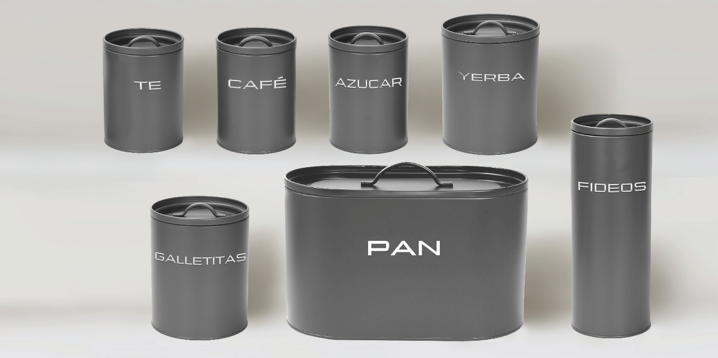 TE
CAFÉ
AZUCAR
YERBA
FIDEOS
GALLETITAS
PAN